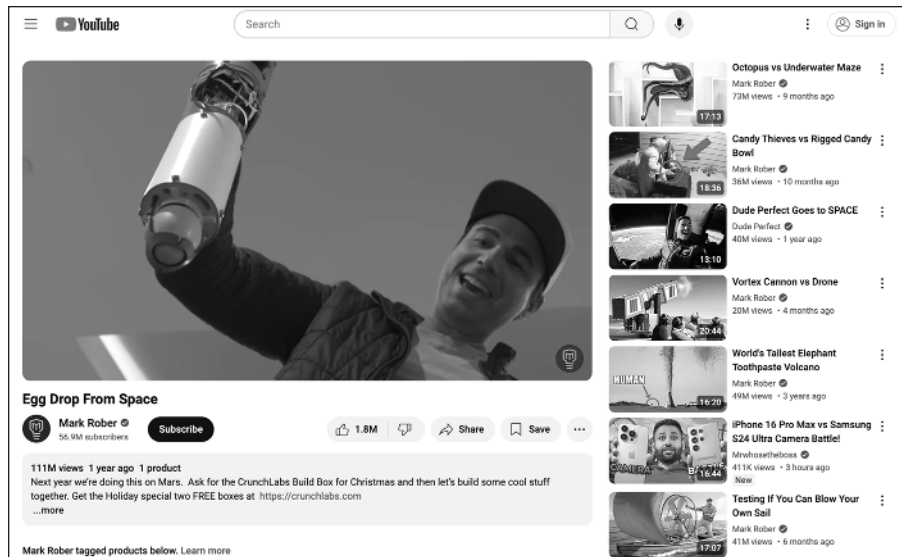 YouTube
Search
Sign in
Egg Drop From Space
Mark Rober
56.9M subscribers
Subscribe
1.8M
Share
Save
111M views 1 year ago 1 product
Next year we're doing this on Mars. Ask for the CrunchLabs Build Box for Christmas and then let's build some cool stuff
together. Get the Holiday special two FREE boxes at https://crunchlabs.com
...more
Mark Rober tagged products below. Learn more
17:13
Octopus vs Underwater Maze
Mark Rober
73M views • 9 months ago
18:36
Candy Thieves vs Rigged Candy
Bowl
Mark Rober
36M views • 10 months ago
13:10
Dude Perfect Goes to SPACE
Dude Perfect
40M views • 1 year ago
20:44
Vortex Cannon vs Drone
Mark Rober
20M views • 4 months ago
HUMAN
16:20
World's Tallest Elephant
Toothpaste Volcano
Mark Rober
49M views • 3 years ago
CAMERA
16:44
iPhone 16 Pro Max vs Samsung
S24 Ultra Camera Battle!
Mrwhosetheboss
411K views • 3 hours ago
New
17:07
Testing If You Can Blow Your
Own Sail
Mark Rober
41M views • 6 months ago